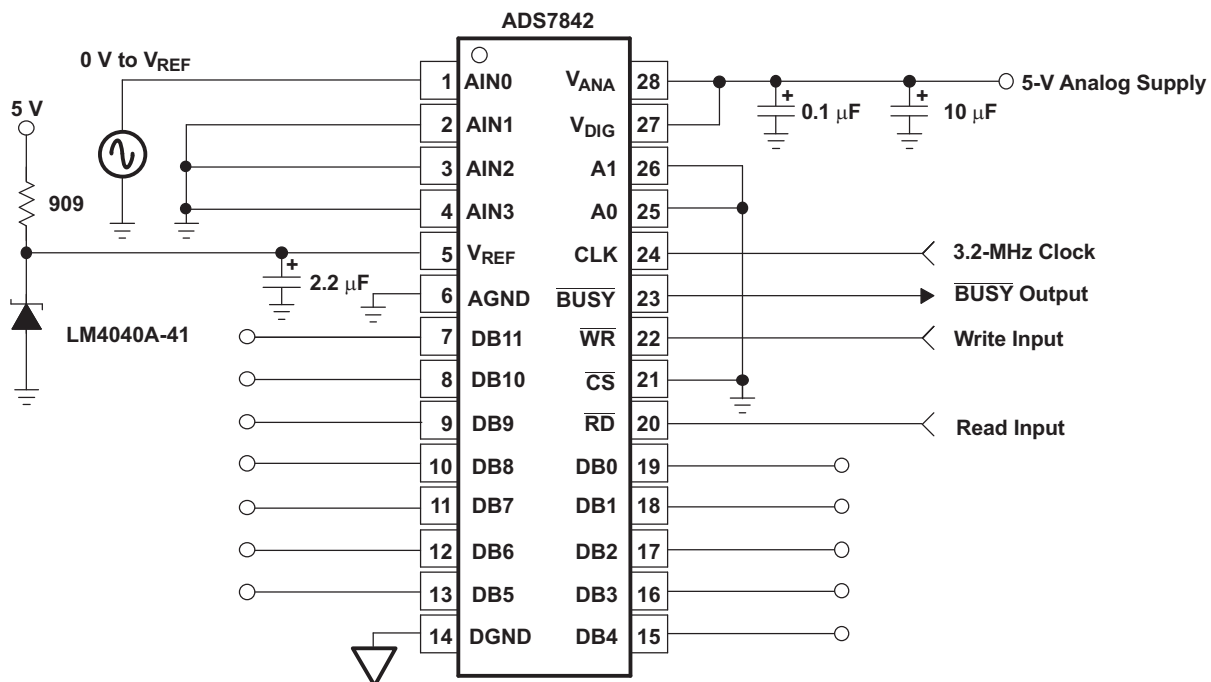 ADS7842
0 V to VREF
5 V
909
LM4040A-41
2.2 μF
1 AIN0
2 AIN1
3 AIN2
4 AIN3
5 VREF
6 AGND
7 DB11
8 DB10
9 DB9
10 DB8
11 DB7
12 DB6
13 DB5
14 DGND
VANA 28
VDIG 27
A1 26
A0 25
CLK 24
BUSY 23
WR 22
CS 21
RD 20
DB0 19
DB1 18
DB2 17
DB3 16
DB4 15
+
0.1 μF
+
10 μF
+
5-V Analog Supply
3.2-MHz Clock
BUSY Output
Write Input
Read Input